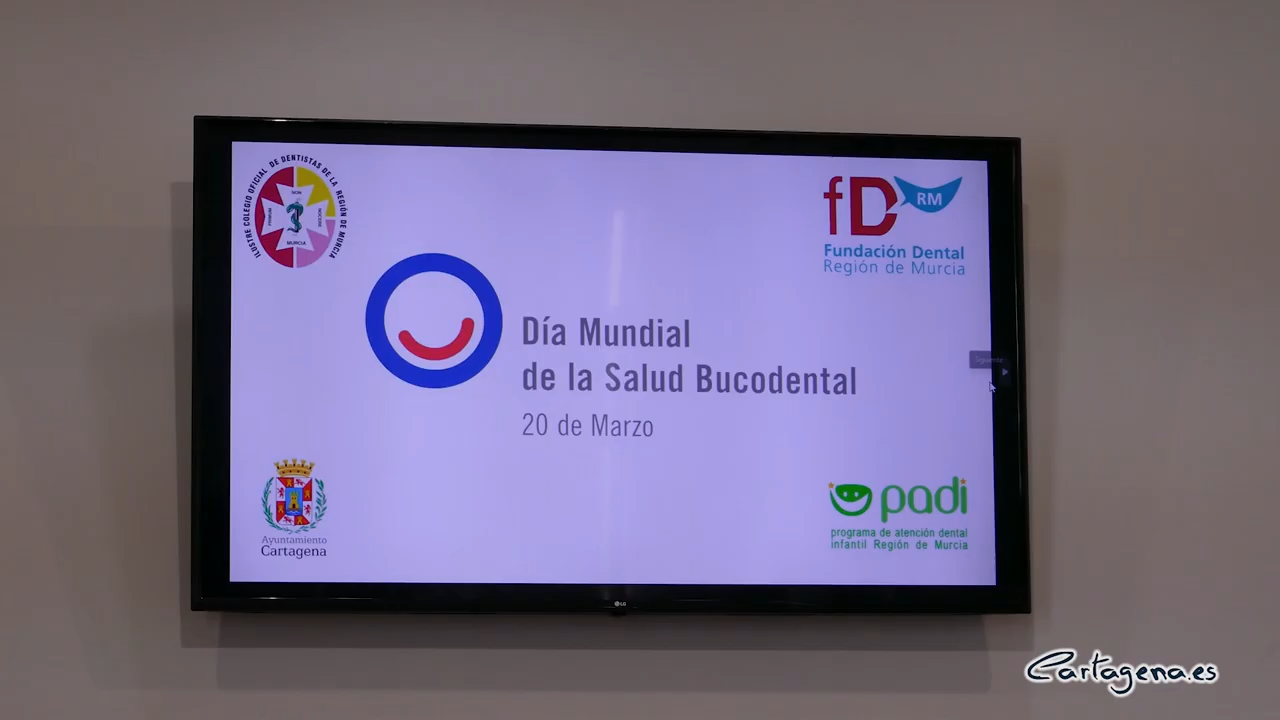 ILUSTRE COLEGIO OFICIAL DE DENTISTAS DE LA REGIÓN DE MURCIA
MURCIA
fD RM
Fundación Dental
Región de Murcia
Día Mundial
de la Salud Bucodental
20 de Marzo
Siguiente
Ayuntamiento
Cartagena
padi
programa de atención dental
infantil Región de Murcia
LG
Cartagena.es